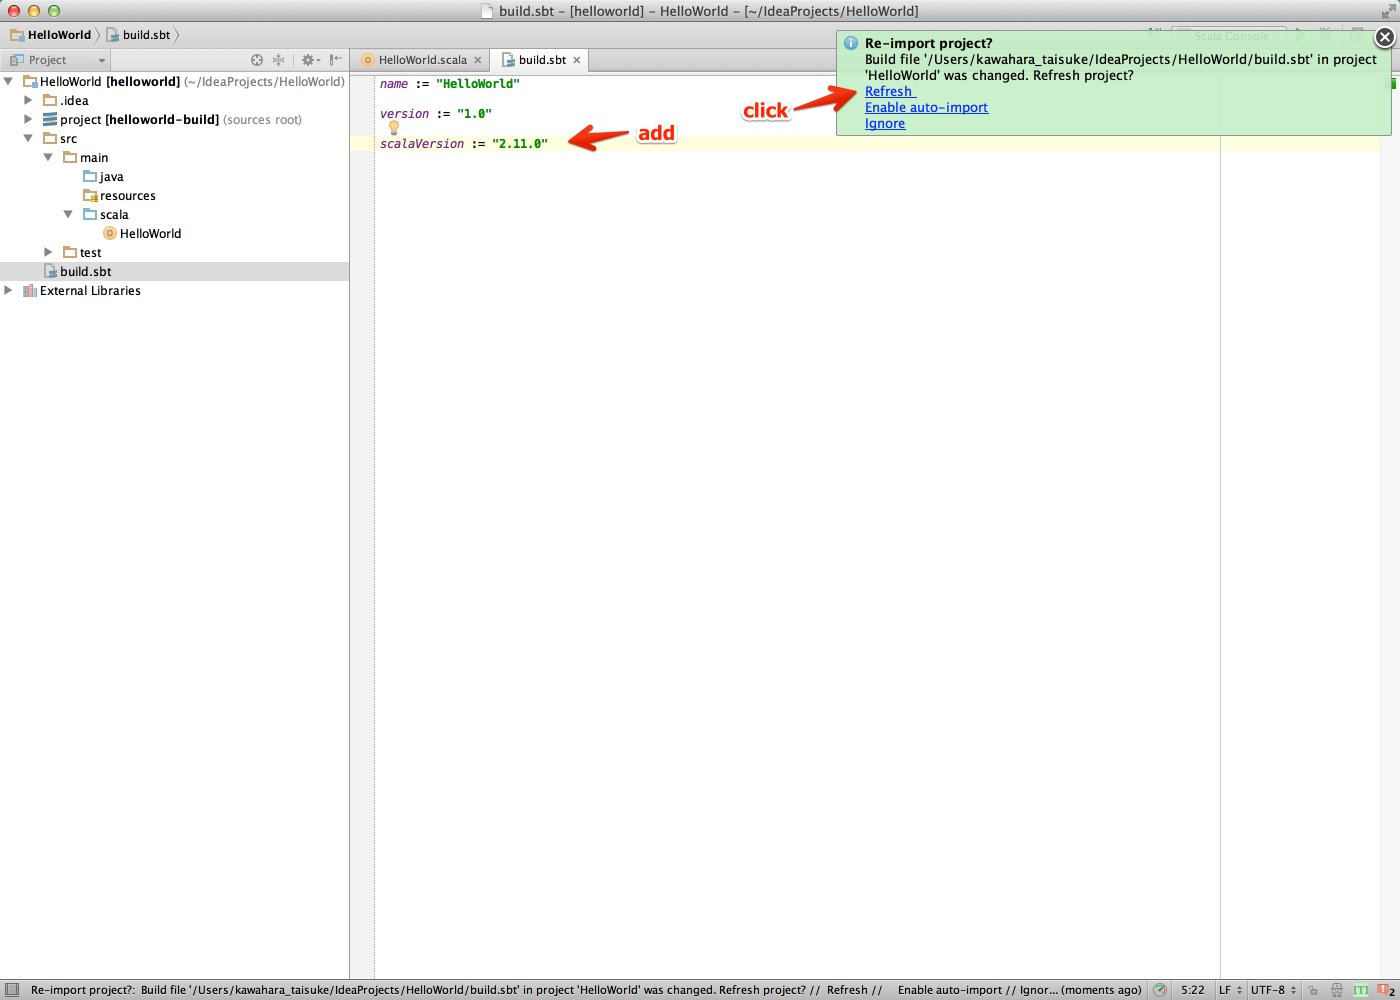 build.sbt – [helloworld] – HelloWorld – [~/IdeaProjects/HelloWorld]
HelloWorld
build.sbt
Scala Console
Project
HelloWorld.scala
build.sbt
HelloWorld [helloworld] (~/IdeaProjects/HelloWorld)
.idea
project [helloworld-build] (sources root)
src
main
java
resources
scala
HelloWorld
test
build.sbt
External Libraries
name := "HelloWorld"
version := "1.0"
scalaVersion := "2.11.0"
add
click
Re-import project?
Build file '/Users/kawahara_taisuke/IdeaProjects/HelloWorld/build.sbt' in project
'HelloWorld' was changed. Refresh project?
Refresh
Enable auto-import
Ignore
Re-import project?: Build file '/Users/kawahara_taisuke/IdeaProjects/HelloWorld/build.sbt' in project 'HelloWorld' was changed. Refresh project? // Refresh // Enable auto-import // Ignor... (moments ago) 5:22 LF UTF-8 [T] 2